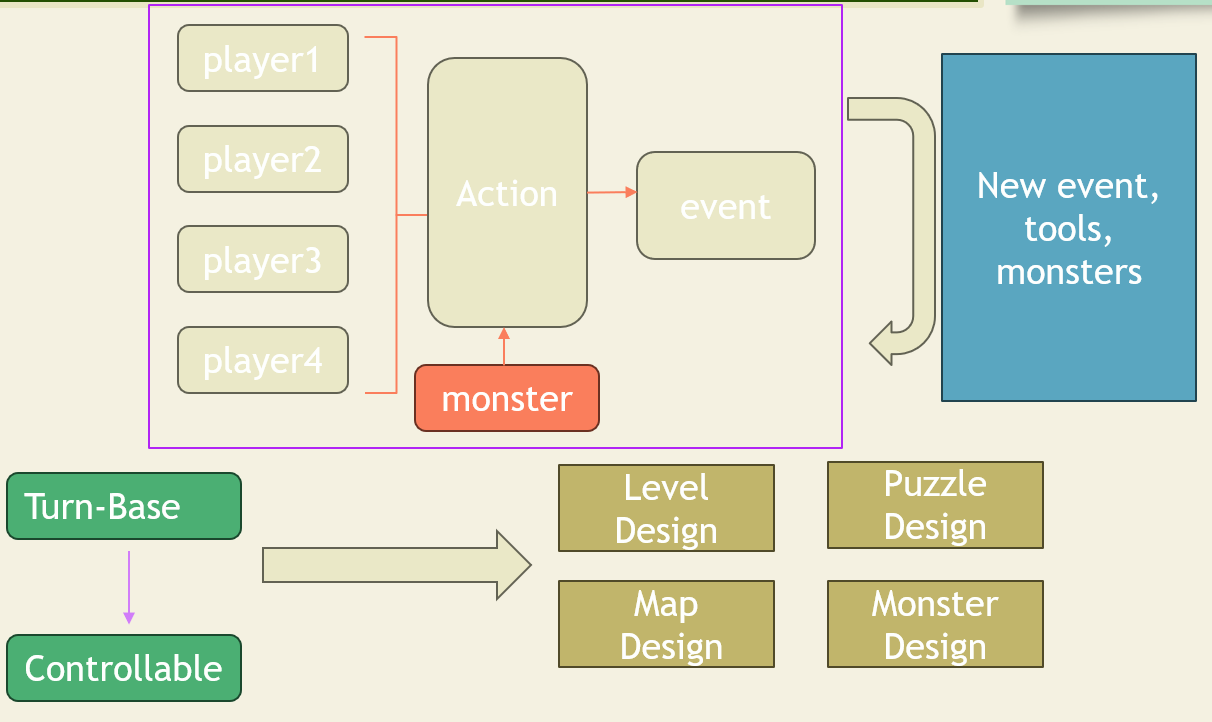 player1
player2
player3
player4
Action
monster
event
New event,
tools,
monsters
Turn-Base
Controllable
Level
Design
Puzzle
Design
Map
Design
Monster
Design